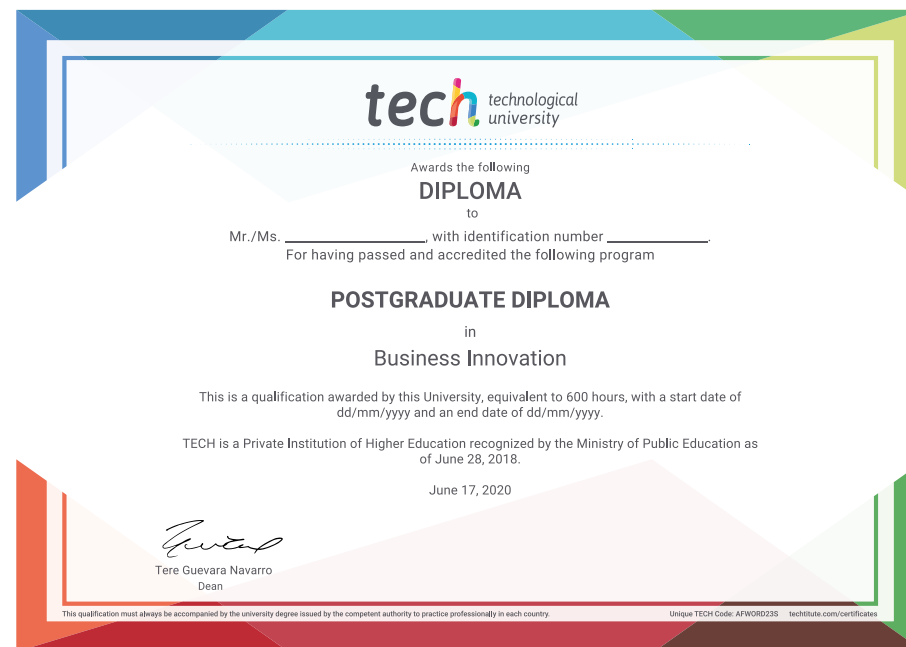 tech technological
university
Awards the following
DIPLOMA
to
Mr./Ms. ____________________, with identification number ______________.
For having passed and accredited the following program
POSTGRADUATE DIPLOMA
in
Business Innovation
This is a qualification awarded by this University, equivalent to 600 hours, with a start date of
dd/mm/yyyy and an end date of dd/mm/yyyy.
TECH is a Private Institution of Higher Education recognized by the Ministry of Public Education as
of June 28, 2018.
June 17, 2020
Tere Guevara Navarro
Dean
This qualification must always be accompanied by the university degree issued by the competent authority to practice professionally in each country.
Unique TECH Code: AFWORD23S techtitute.com/certificates